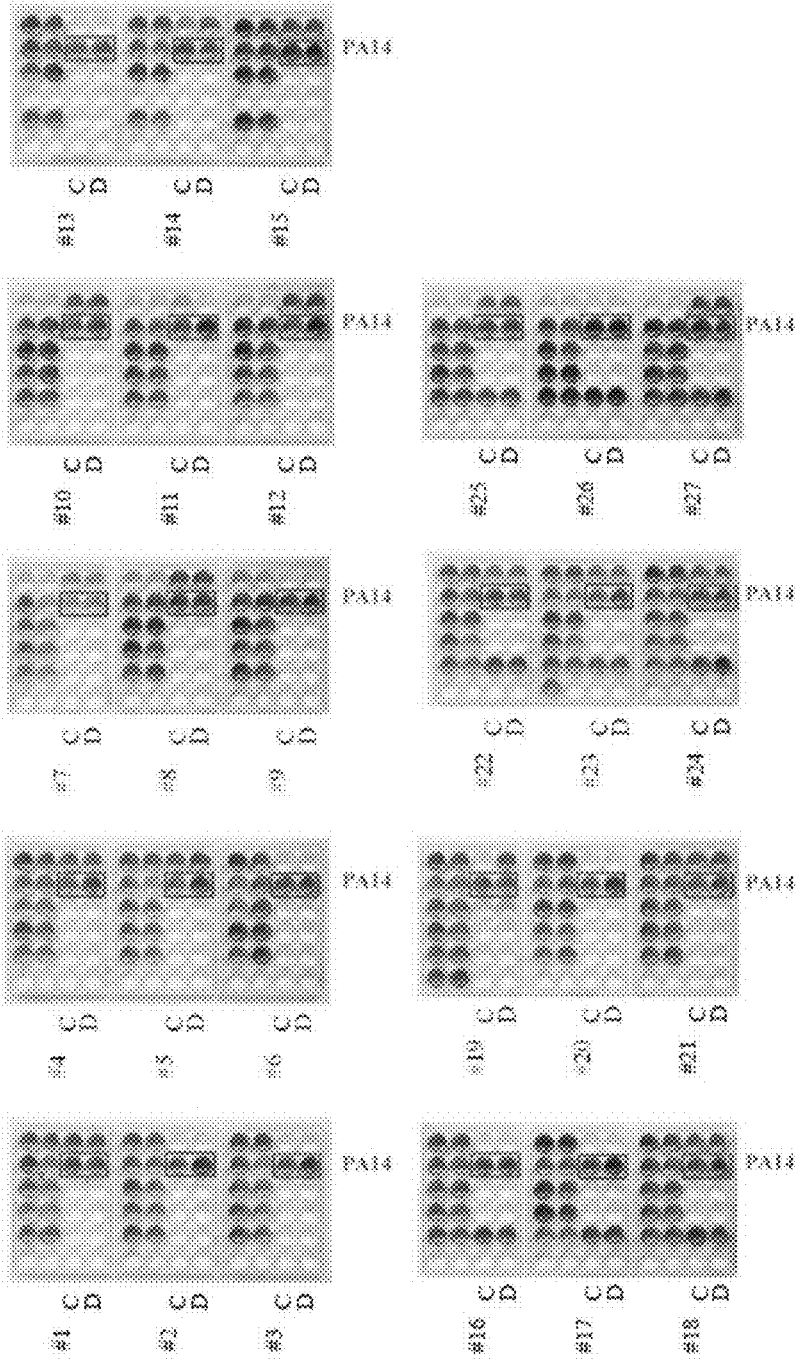 #13 C D
#14 C D
#15 C D
PA14
#10 C D
#11 C D
#12 C D
PA14
#25 C D
#26 C D
#27 C D
PA14
#7 C D
#8 C D
#9 C D
PA14
#22 C D
#23 C D
#24 C D
PA14
#4 C D
#5 C D
#6 C D
PA14
#19 C D
#20 C D
#21 C D
PA14
#1 C D
#2 C D
#3 C D
PA14
#16 C D
#17 C D
#18 C D
PA14